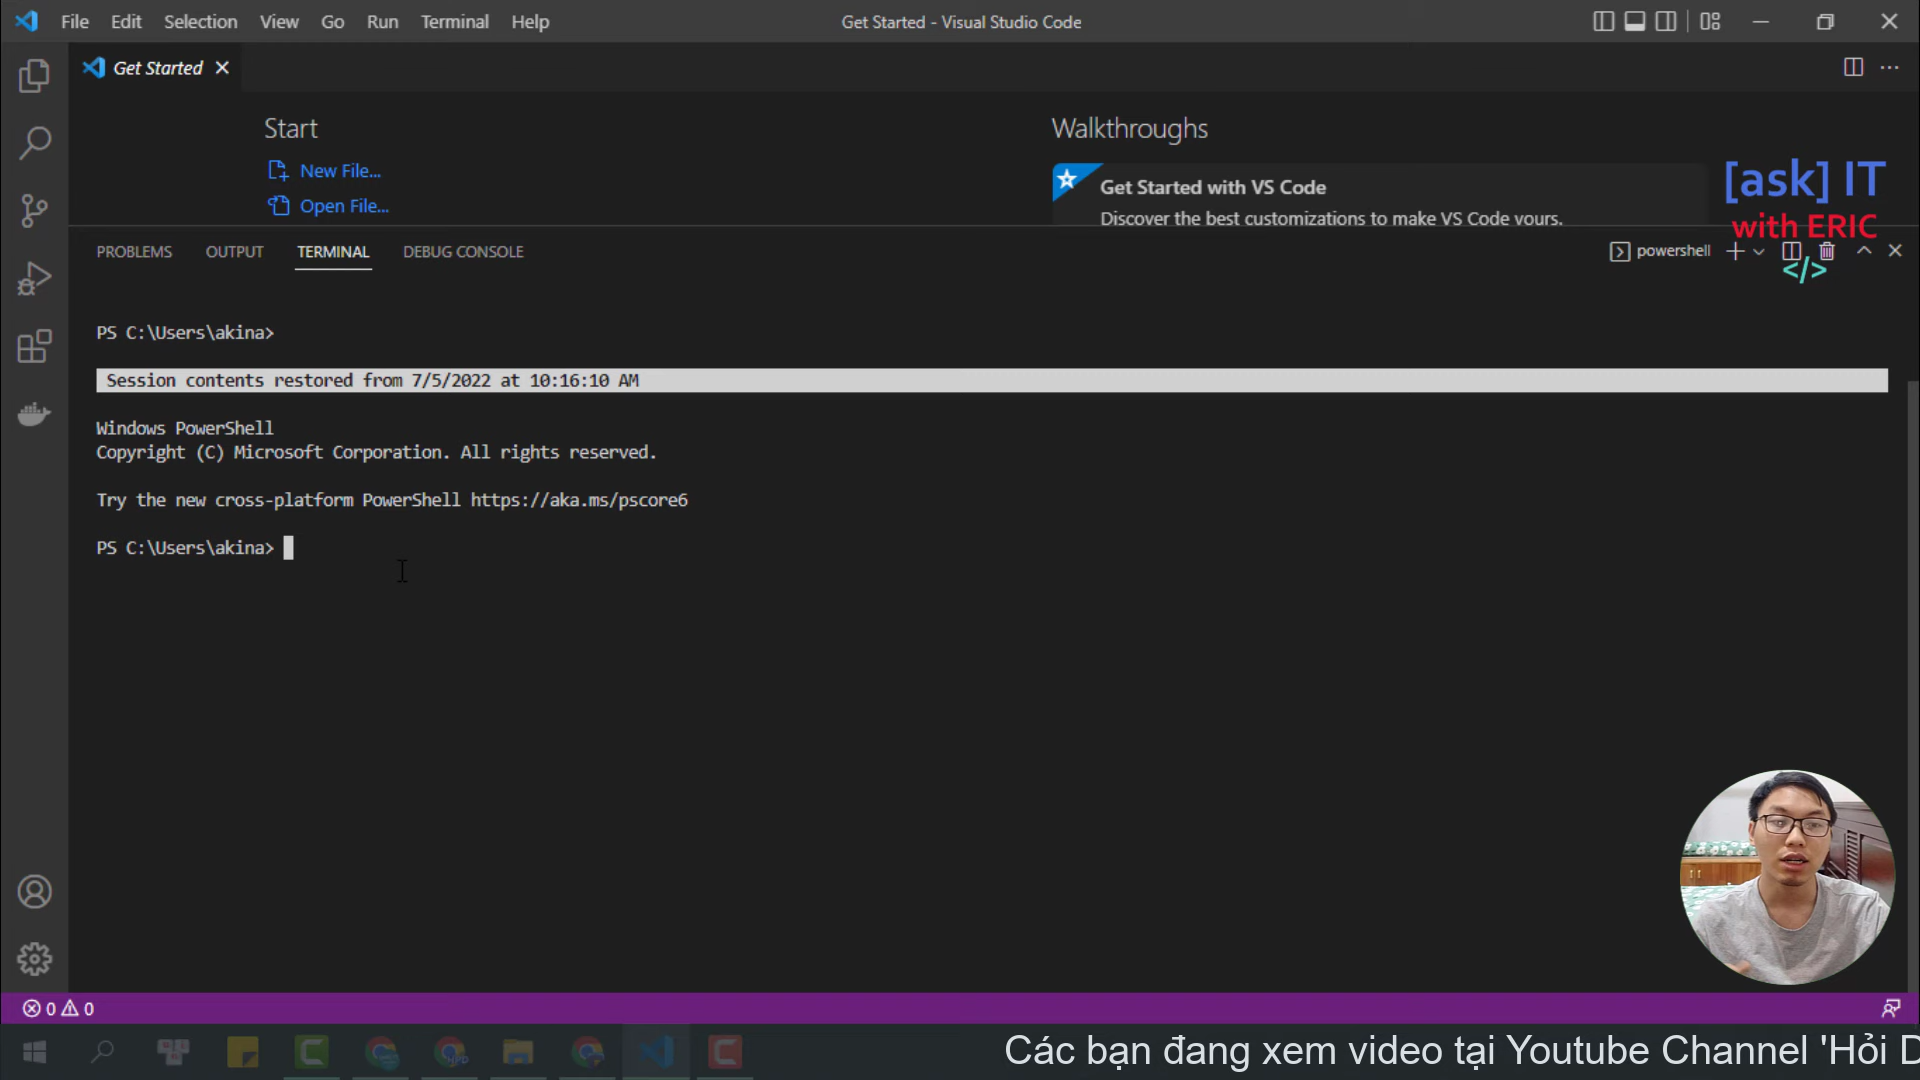 File Edit Selection View Go Run Terminal Help
Get Started - Visual Studio Code
Get Started
Start
New File...
Open File...
Walkthroughs
Get Started with VS Code
Discover the best customizations to make VS Code yours.
[ask] IT
with ERIC
</>
PROBLEMS OUTPUT TERMINAL DEBUG CONSOLE
powershell
PS C:\Users\akina>
Session contents restored from 7/5/2022 at 10:16:10 AM
Windows PowerShell
Copyright (C) Microsoft Corporation. All rights reserved.
Try the new cross-platform PowerShell https://aka.ms/pscore6
PS C:\Users\akina>
0 0
Các bạn đang xem video tại Youtube Channel 'Hỏi D